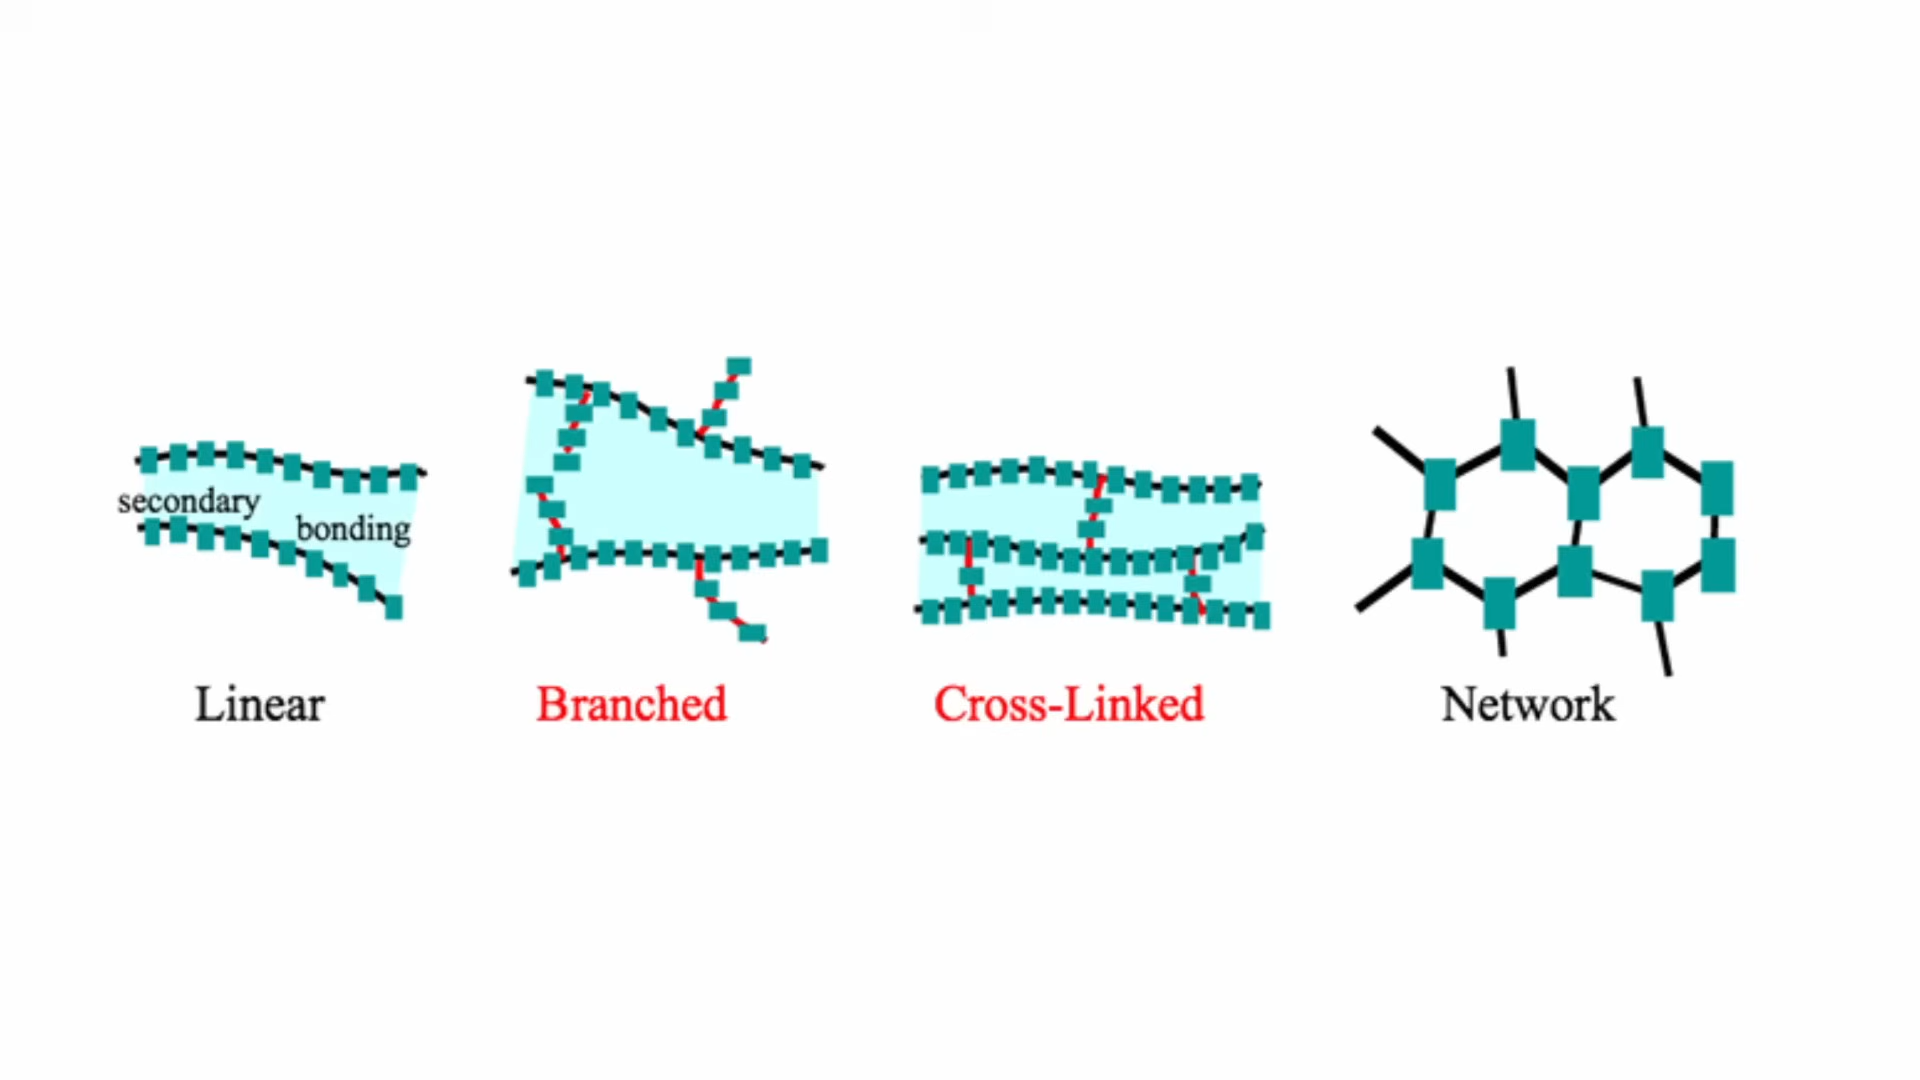 secondary
bonding
Linear
Branched
Cross-Linked
Network